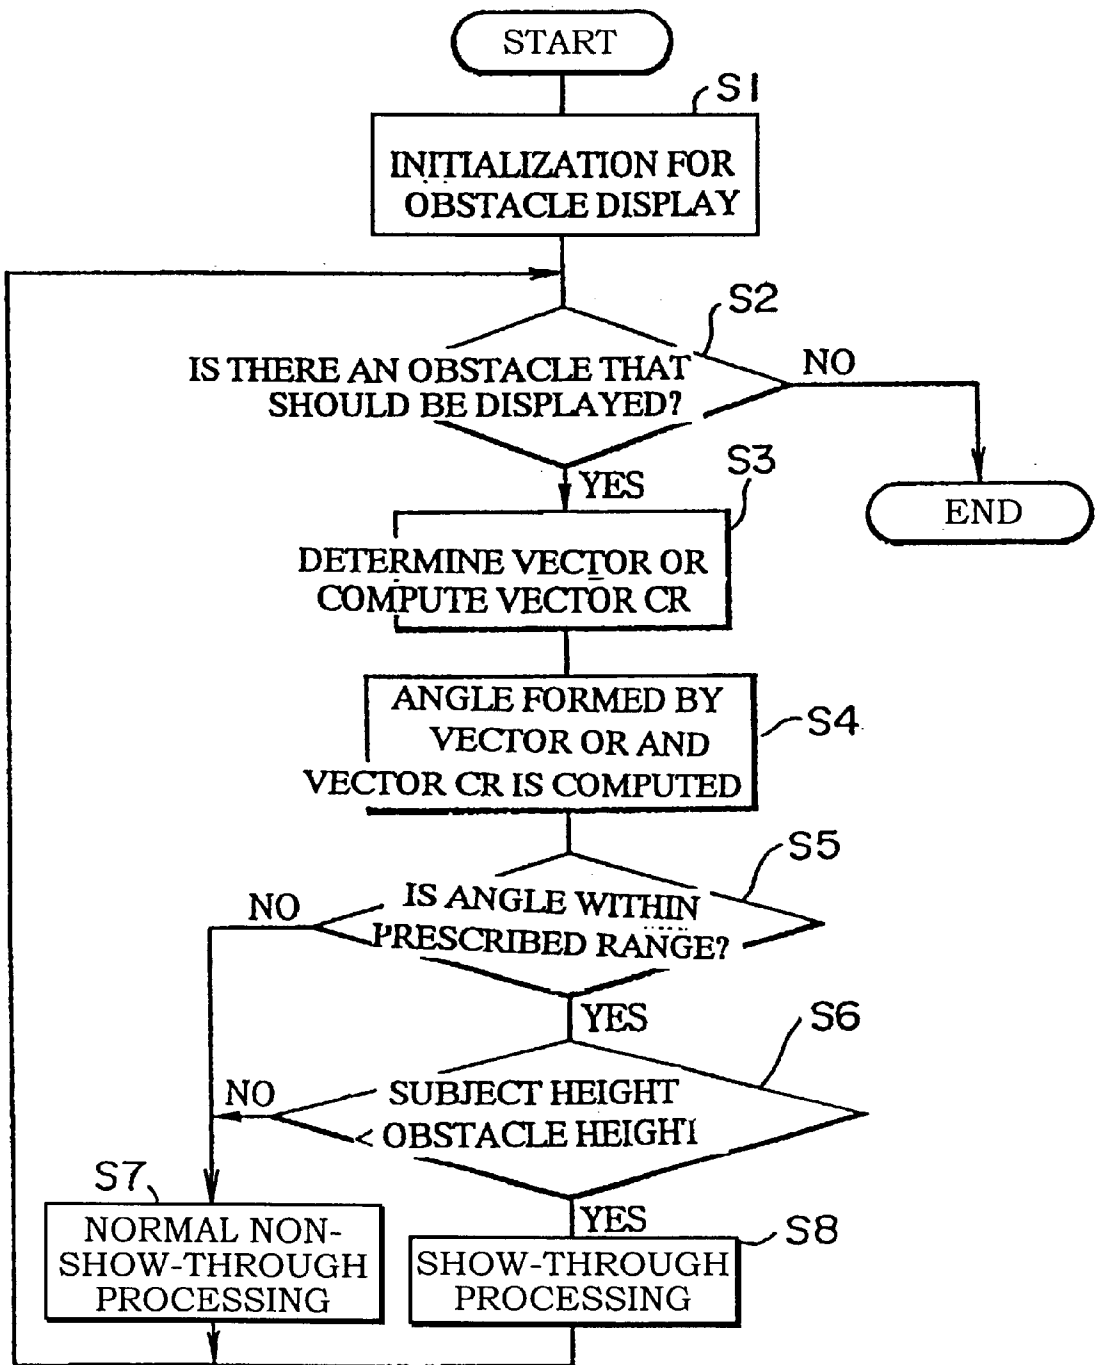 START
S1
INITIALIZATION FOR
OBSTACLE DISPLAY
S2
IS THERE AN OBSTACLE THAT
SHOULD BE DISPLAYED?
NO
YES
END
S3
DETERMINE VECTOR OR
COMPUTE VECTOR CR
S4
ANGLE FORMED BY
VECTOR OR AND
VECTOR CR IS COMPUTED
S5
IS ANGLE WITHIN
PRESCRIBED RANGE?
NO
YES
S6
SUBJECT HEIGHT
< OBSTACLE HEIGHT
NO
YES
S7
NORMAL NON-
SHOW-THROUGH
PROCESSING
S8
SHOW-THROUGH
PROCESSING